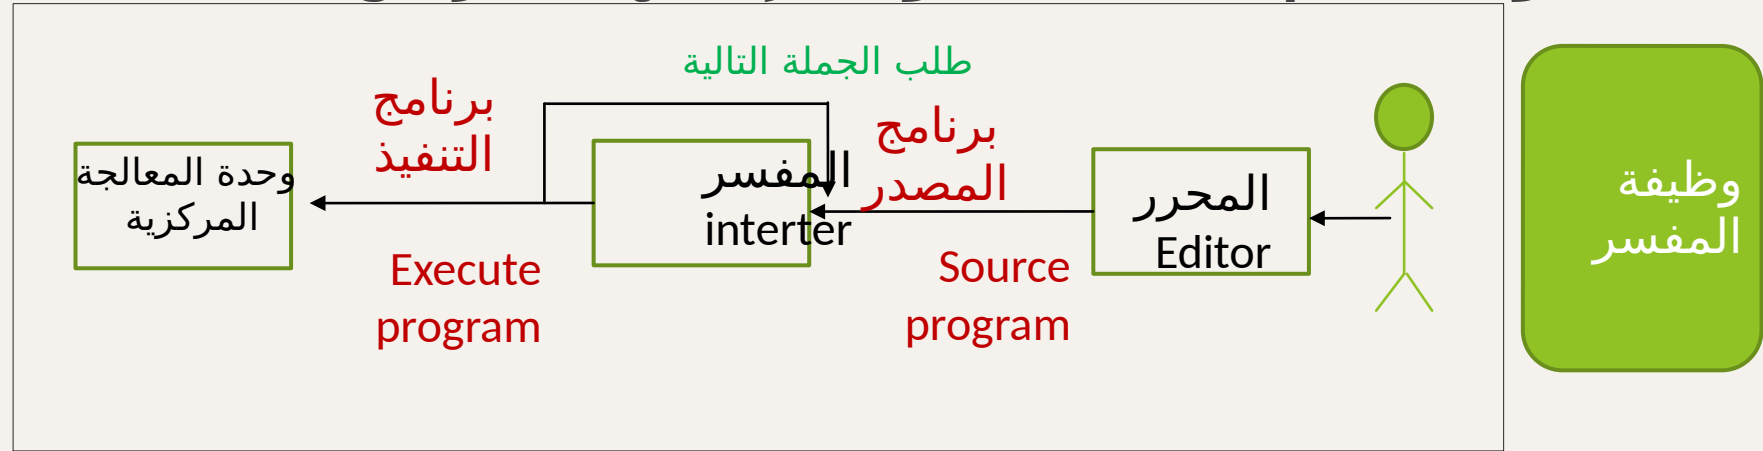 وظيفة
المفسر
طلب الجملة التالية
المحرر
Editor
برنامج
المصدر
Source
program
المفسر
interter
برنامج
التنفيذ
Execute
program
وحدة المعالجة
المركزية